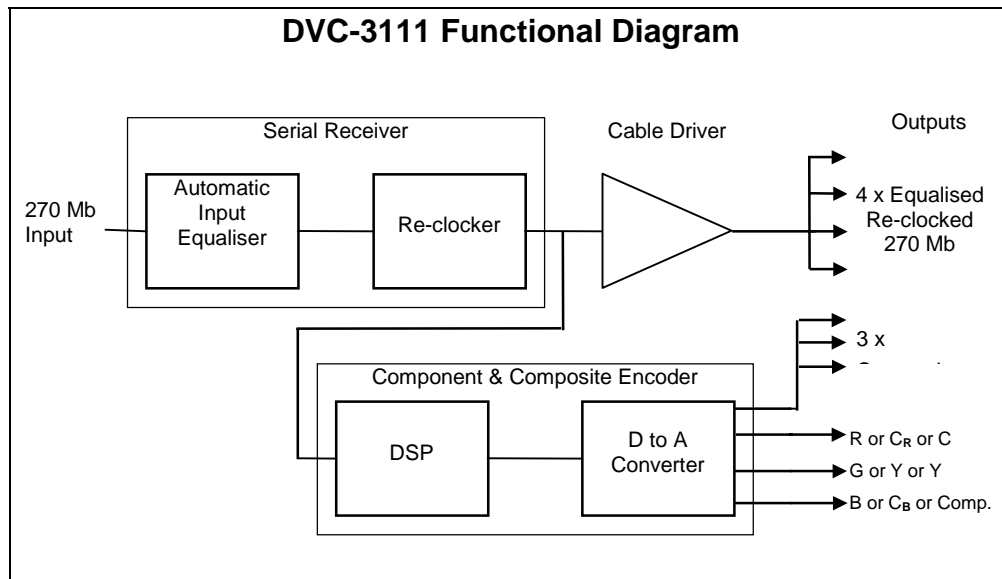 DVC-3111 Functional Diagram
Serial Receiver
Cable Driver
Outputs
270 Mb
Input
Automatic
Input
Equaliser
Re-clocker
4 x Equalised
Re-clocked
270 Mb
3 x
Component & Composite Encoder
DSP
D to A
Converter
R or CR or C
G or Y or Y
B or CB or Comp.